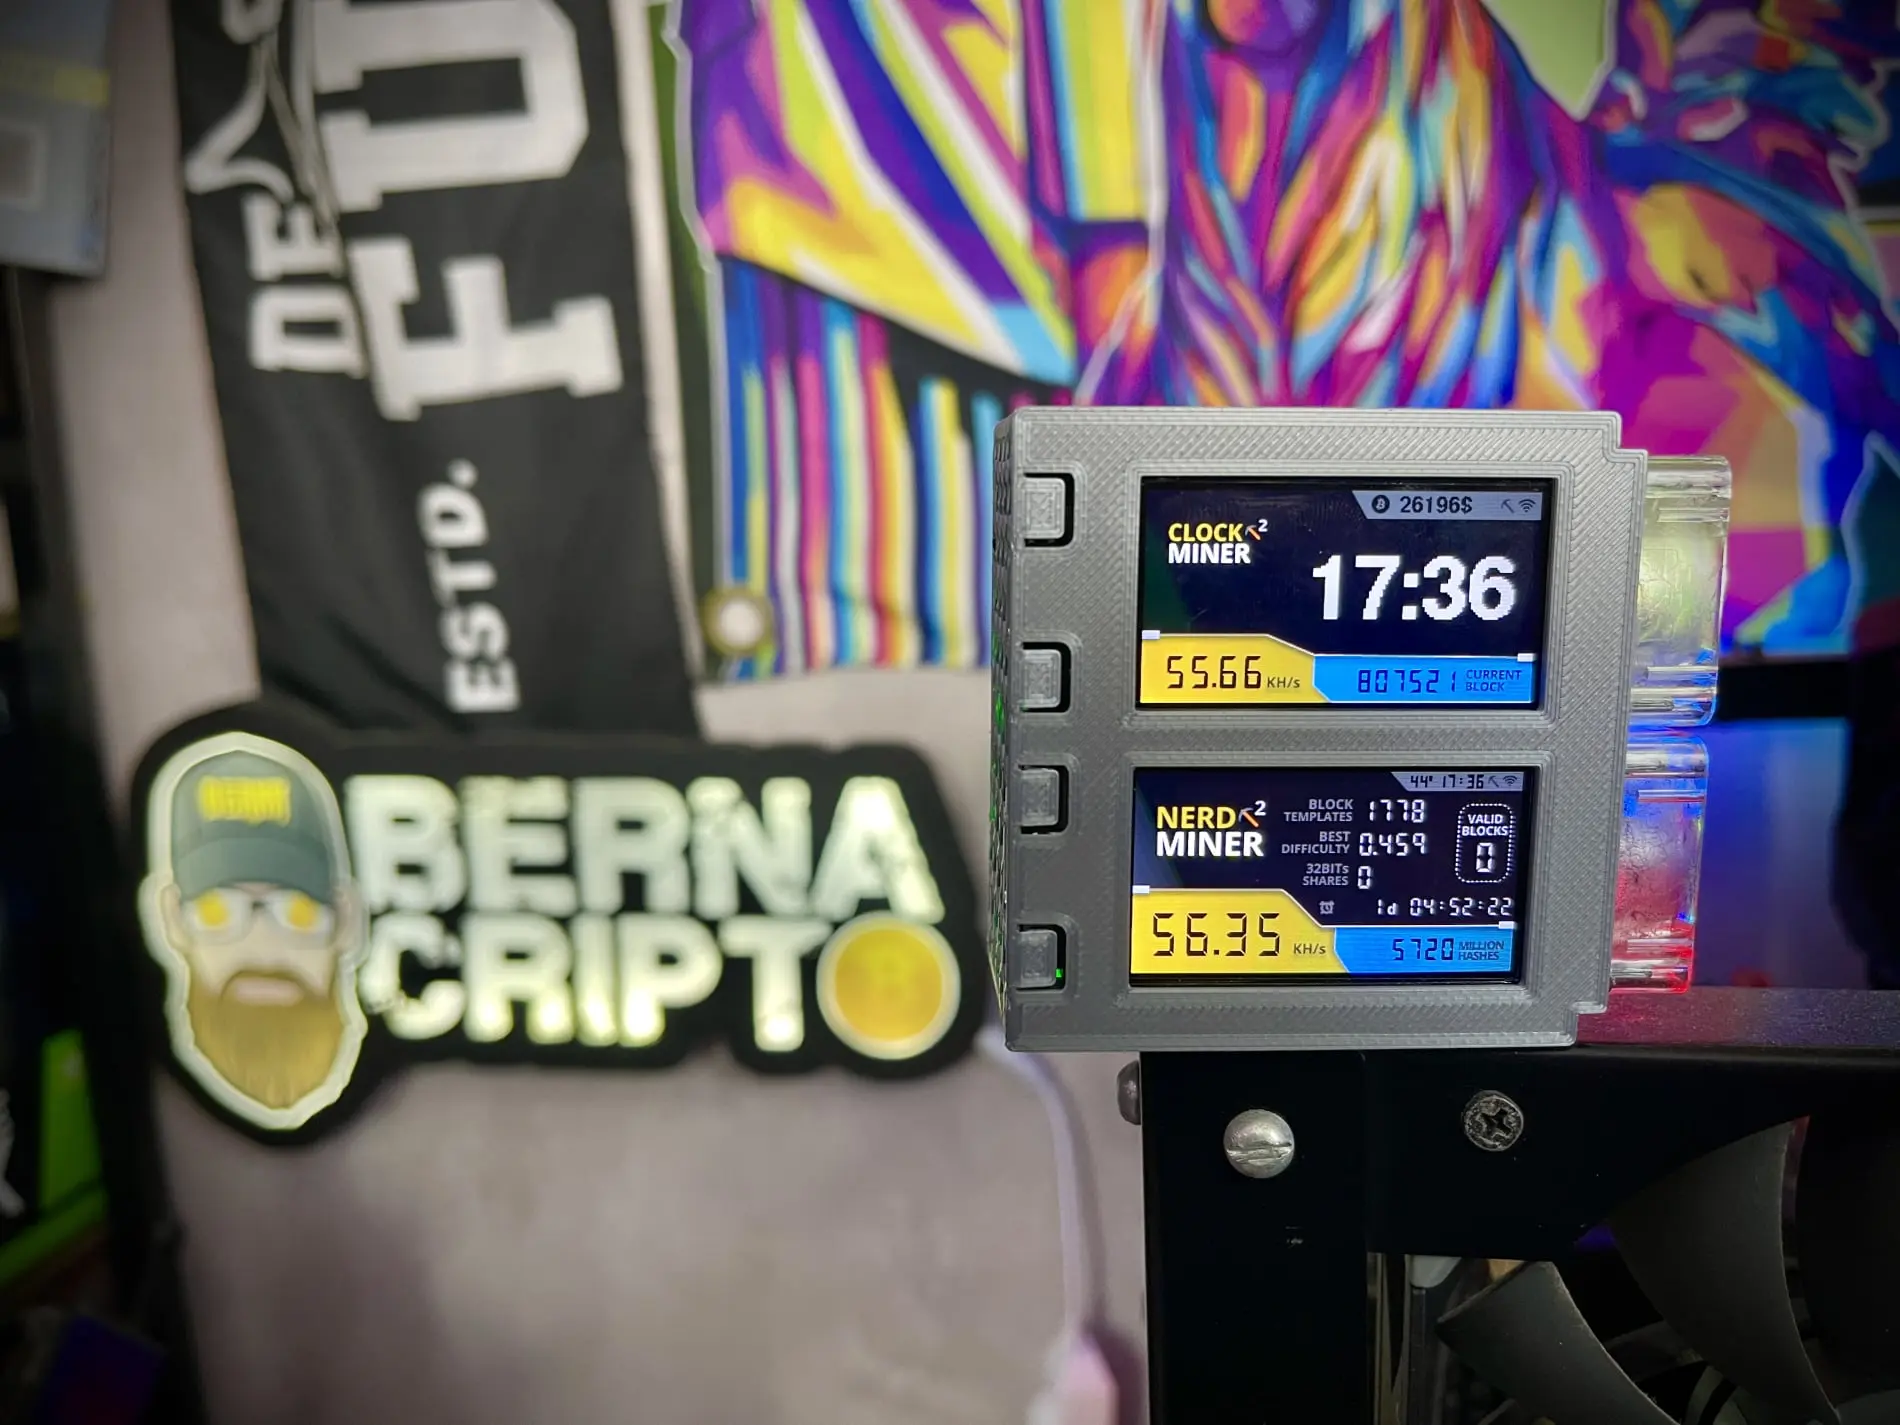 DE
FU
ESTD.
BERNA
CRIPTO
26196$
CLOCK 2
MINER
17:36
55.66 KH/s
807521 CURRENT
BLOCK
44° 17:36
NERD 2
MINER
BLOCK
TEMPLATES 1778
BEST
DIFFICULTY 0.459
32BITs
SHARES 0
VALID
BLOCKS
0
1d 04:52:22
56.35 KH/s
5720 MILLION
HASHES